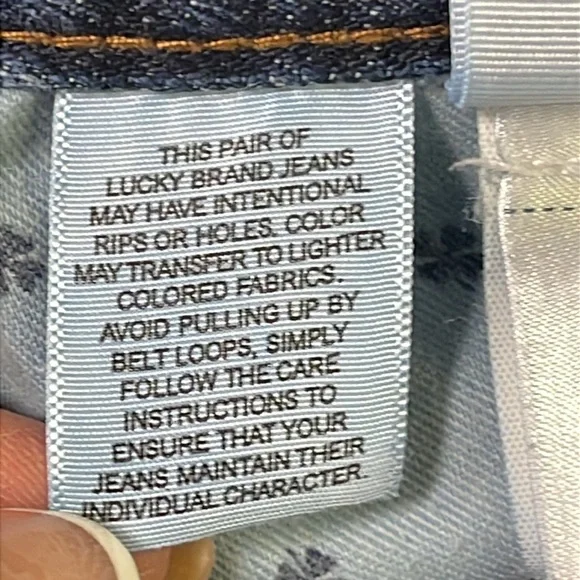 THIS PAIR OF
LUCKY BRAND JEANS
MAY HAVE INTENTIONAL
RIPS OR HOLES. COLOR
MAY TRANSFER TO LIGHTER
COLORED FABRICS.
AVOID PULLING UP BY
BELT LOOPS, SIMPLY
FOLLOW THE CARE
INSTRUCTIONS TO
ENSURE THAT YOUR
JEANS MAINTAIN THEIR
INDIVIDUAL CHARACTER.